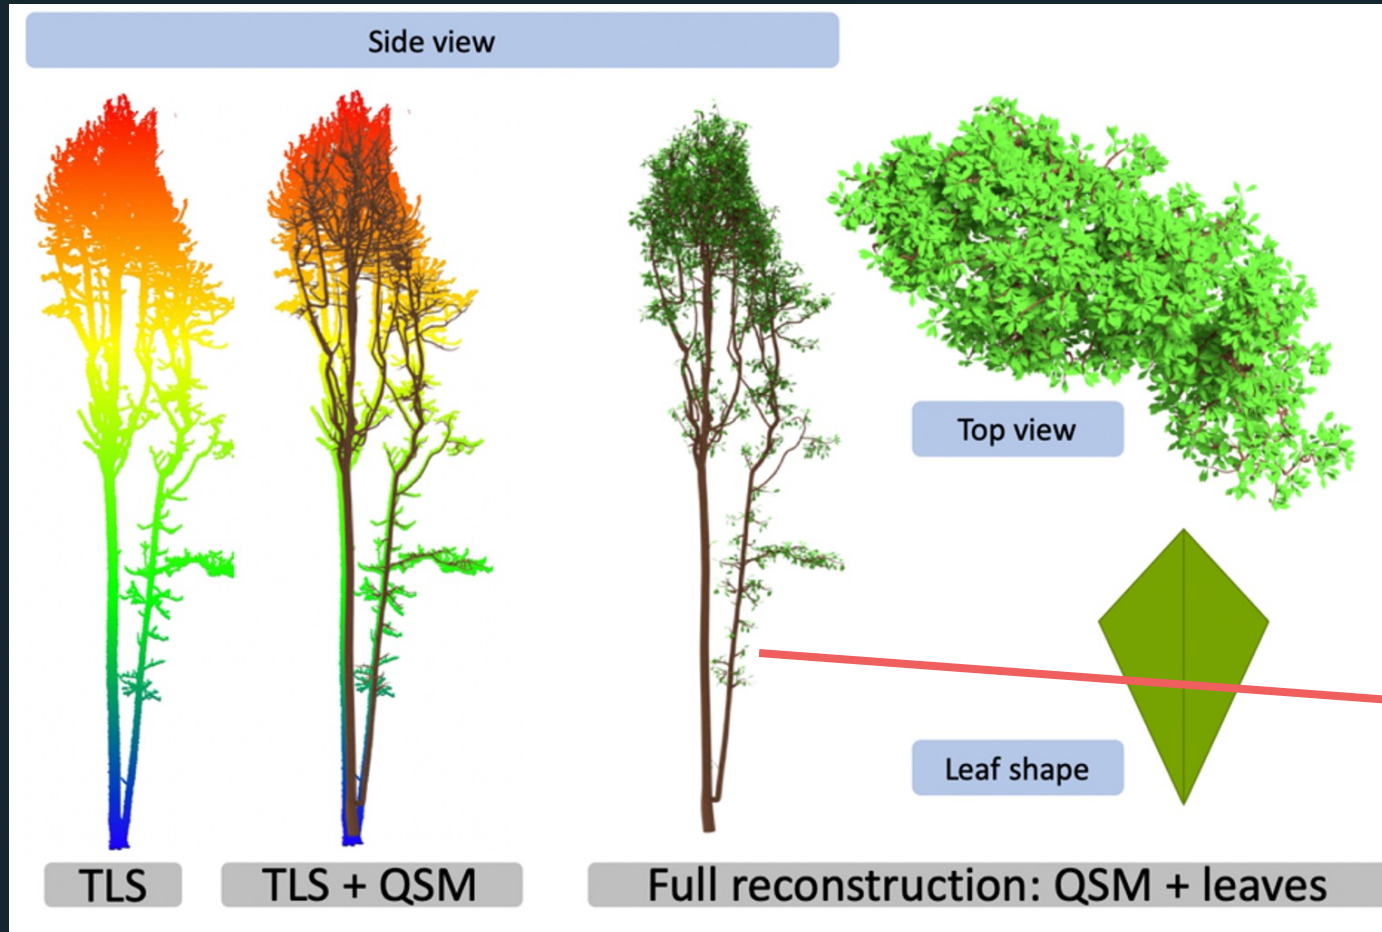 Side view
Top view
Leaf shape
TLS
TLS + QSM
Full reconstruction: QSM + leaves